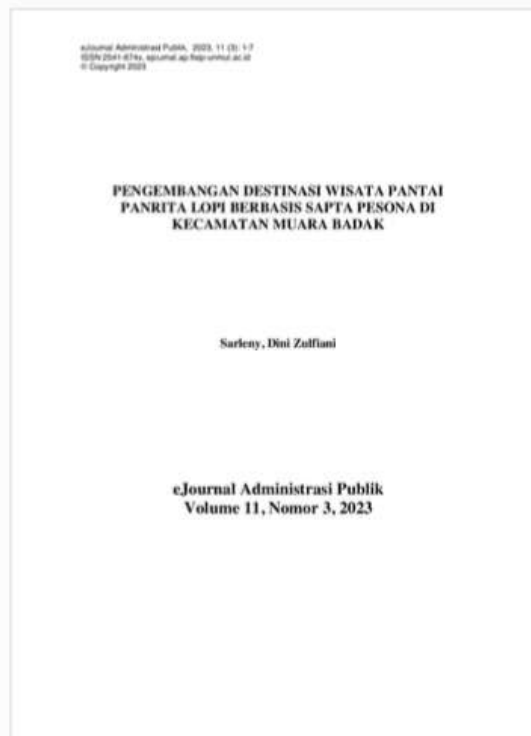 eJournal Administrasi Publik, 2023, 11 (3): 1-7
ISSN 2541-674x, ejournal.ap.fisip-unmul.ac.id
© Copyright 2023
PENGEMBANGAN DESTINASI WISATA PANTAI
PANRITA LOPI BERBASIS SAPTA PESONA DI
KECAMATAN MUARA BADAK
Sarleny, Dini Zulfiani
eJournal Administrasi Publik
Volume 11, Nomor 3, 2023